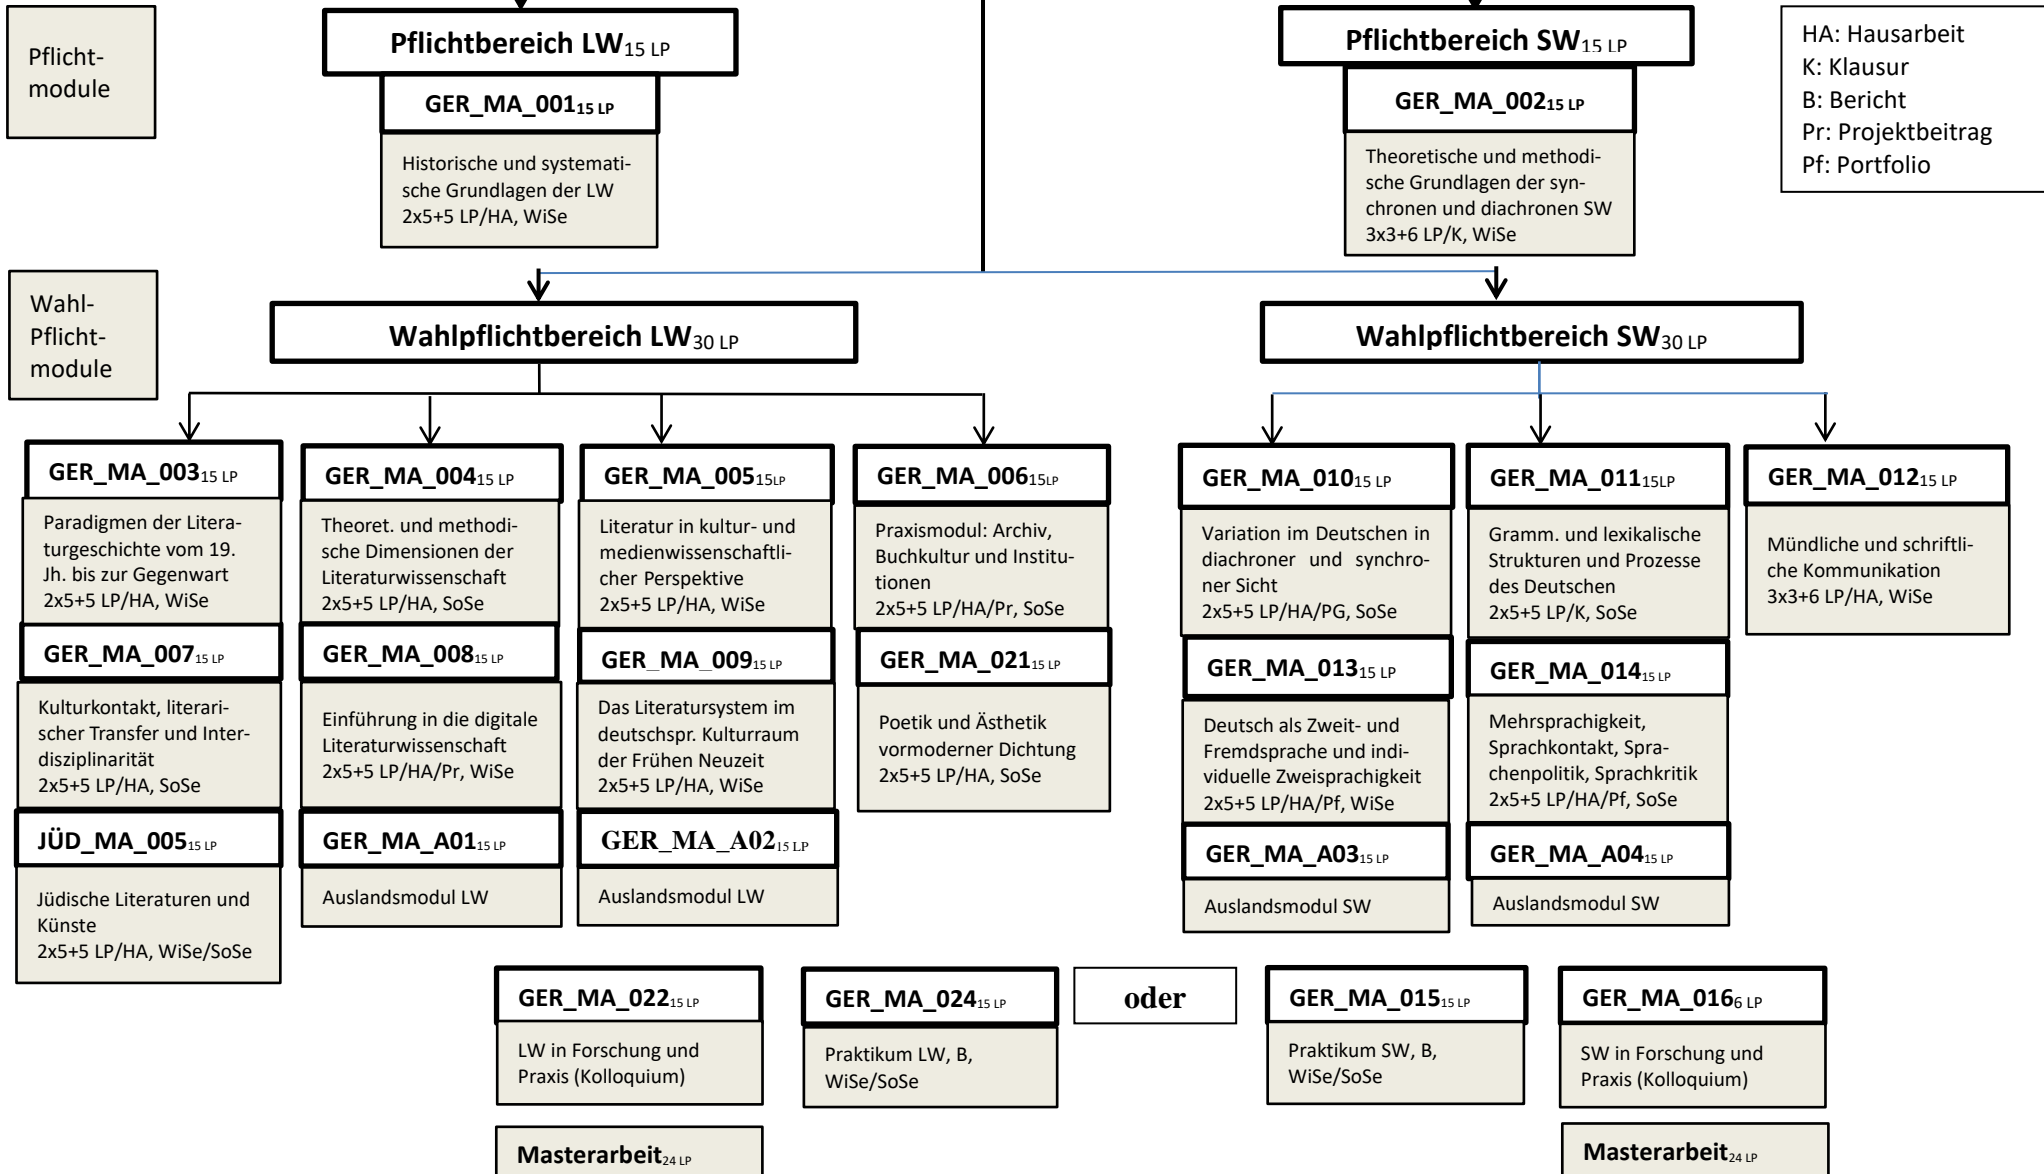 Pflicht-
module
Pflichtbereich LW15 LP
GER_MA_00115 LP
Historische und systemati-
sche Grundlagen der LW
2x5+5 LP/HA, WiSe
Pflichtbereich SW15 LP
GER_MA_00215 LP
Theoretische und methodi-
sche Grundlagen der syn-
chronen und diachronen SW
3x3+6 LP/K, WiSe
HA: Hausarbeit
K: Klausur
B: Bericht
Pr: Projektbeitrag
Pf: Portfolio
Wahl-
Pflicht-
module
Wahlpflichtbereich LW30 LP
Wahlpflichtbereich SW30 LP
GER_MA_00315 LP
Paradigmen der Litera-
turgeschichte vom 19.
Jh. bis zur Gegenwart
2x5+5 LP/HA, WiSe
GER_MA_00415 LP
Theoret. und methodi-
sche Dimensionen der
Literaturwissenschaft
2x5+5 LP/HA, SoSe
GER_MA_00515LP
Literatur in kultur- und
medienwissenschaftli-
cher Perspektive
2x5+5 LP/HA, WiSe
GER_MA_00615LP
Praxismodul: Archiv,
Buchkultur und Institu-
tionen
2x5+5 LP/HA/Pr, SoSe
GER_MA_01015 LP
Variation im Deutschen in
diachroner und synchro-
ner Sicht
2x5+5 LP/HA/PG, SoSe
GER_MA_01115LP
Gramm. und lexikalische
Strukturen und Prozesse
des Deutschen
2x5+5 LP/K, SoSe
GER_MA_01215 LP
Mündliche und schriftli-
che Kommunikation
3x3+6 LP/HA, WiSe
GER_MA_00715 LP
Kulturkontakt, literari-
scher Transfer und Inter-
disziplinarität
2x5+5 LP/HA, SoSe
GER_MA_00815 LP
Einführung in die digitale
Literaturwissenschaft
2x5+5 LP/HA/Pr, WiSe
GER_MA_00915 LP
Das Literatursystem im
deutschspr. Kulturraum
der Frühen Neuzeit
2x5+5 LP/HA, WiSe
GER_MA_02115 LP
Poetik und Ästhetik
vormoderner Dichtung
2x5+5 LP/HA, SoSe
GER_MA_01315 LP
Deutsch als Zweit- und
Fremdsprache und indi-
viduelle Zweisprachigkeit
2x5+5 LP/HA/Pf, WiSe
GER_MA_01415 LP
Mehrsprachigkeit,
Sprachkontakt, Spra-
chenpolitik, Sprachkritik
2x5+5 LP/HA/Pf, SoSe
JÜD_MA_00515 LP
Jüdische Literaturen und
Künste
2x5+5 LP/HA, WiSe/SoSe
GER_MA_A0115 LP
Auslandsmodul LW
GER_MA_A0215 LP
Auslandsmodul LW
GER_MA_A0315 LP
Auslandsmodul SW
GER_MA_A0415 LP
Auslandsmodul SW
GER_MA_02215 LP
LW in Forschung und
Praxis (Kolloquium)
GER_MA_02415 LP
Praktikum LW, B,
WiSe/SoSe
oder
GER_MA_01515 LP
Praktikum SW, B,
WiSe/SoSe
GER_MA_0166 LP
SW in Forschung und
Praxis (Kolloquium)
Masterarbeit24 LP
Masterarbeit24 LP